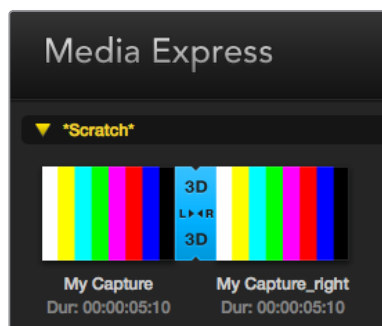 Media Express
*Scratch*
3D
L R
3D
My Capture My Capture_right
Dur: 00:00:05:10 Dur: 00:00:05:10